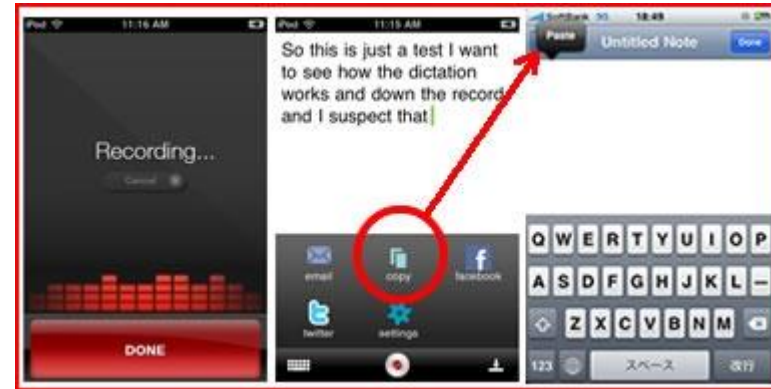 iPod 11:16 AM
Recording...
Cancel
DONE
iPod 11:15 AM
So this is just a test I want
to see how the dictation
works and down the record
and I suspect that
email copy facebook
twitter settings
SoftBank 3G 18:49
Paste Untitled Note Done
Q W E R T Y U I O P
A S D F G H J K L ー
Z X C V B N M
123 スペース 改行